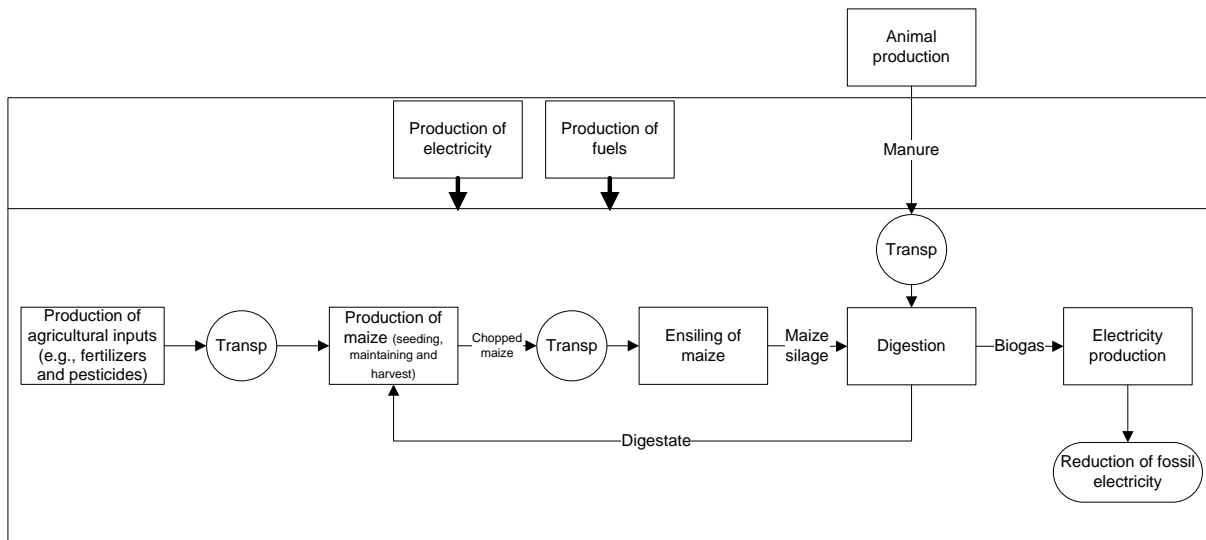 Animal
production
Production of
electricity
Production of
fuels
Manure
Transp
Production of
agricultural inputs
(e.g., fertilizers
and pesticides)
Transp
Production of
maize (seeding,
maintaining and
harvest)
Chopped
maize
Transp
Ensiling of
maize
Maize
silage
Digestion
Biogas
Electricity
production
Digestate
Reduction of fossil
electricity